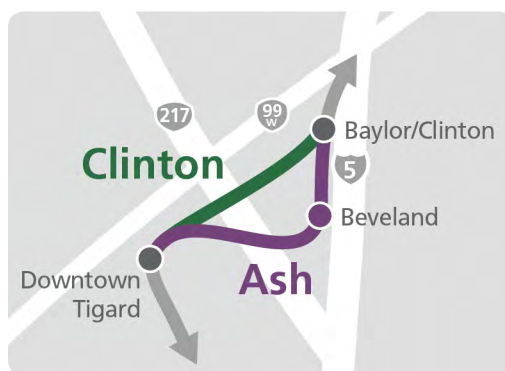 217
99
W
Baylor/Clinton
Clinton
5
Beveland
Ash
Downtown
Tigard